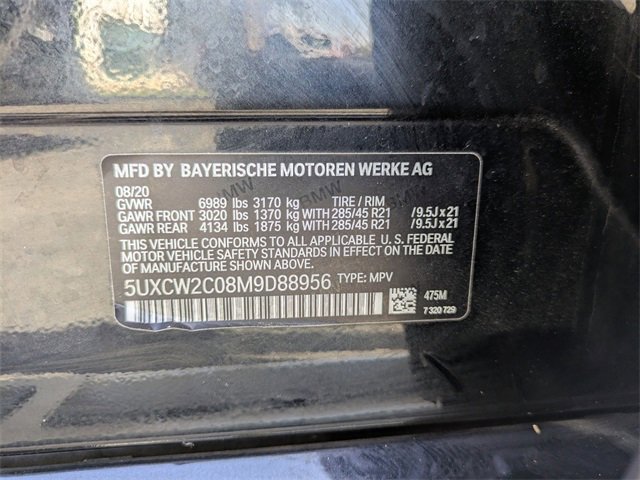 MFD BY BAYERISCHE MOTOREN WERKE AG
08/20
GVWR 6989 lbs 3170 kg TIRE / RIM
GAWR FRONT 3020 lbs 1370 kg WITH 285/45 R21 /9.5J x 21
GAWR REAR 4134 lbs 1875 kg WITH 285/45 R21 /9.5J x 21
THIS VEHICLE CONFORMS TO ALL APPLICABLE U.S. FEDERAL
MOTOR VEHICLE SAFETY STANDARDS IN EFFECT ON THE DATE
OF MANUFACTURE SHOWN ABOVE.
5UXCW2C08M9D88956 TYPE: MPV
475M
7 320 729